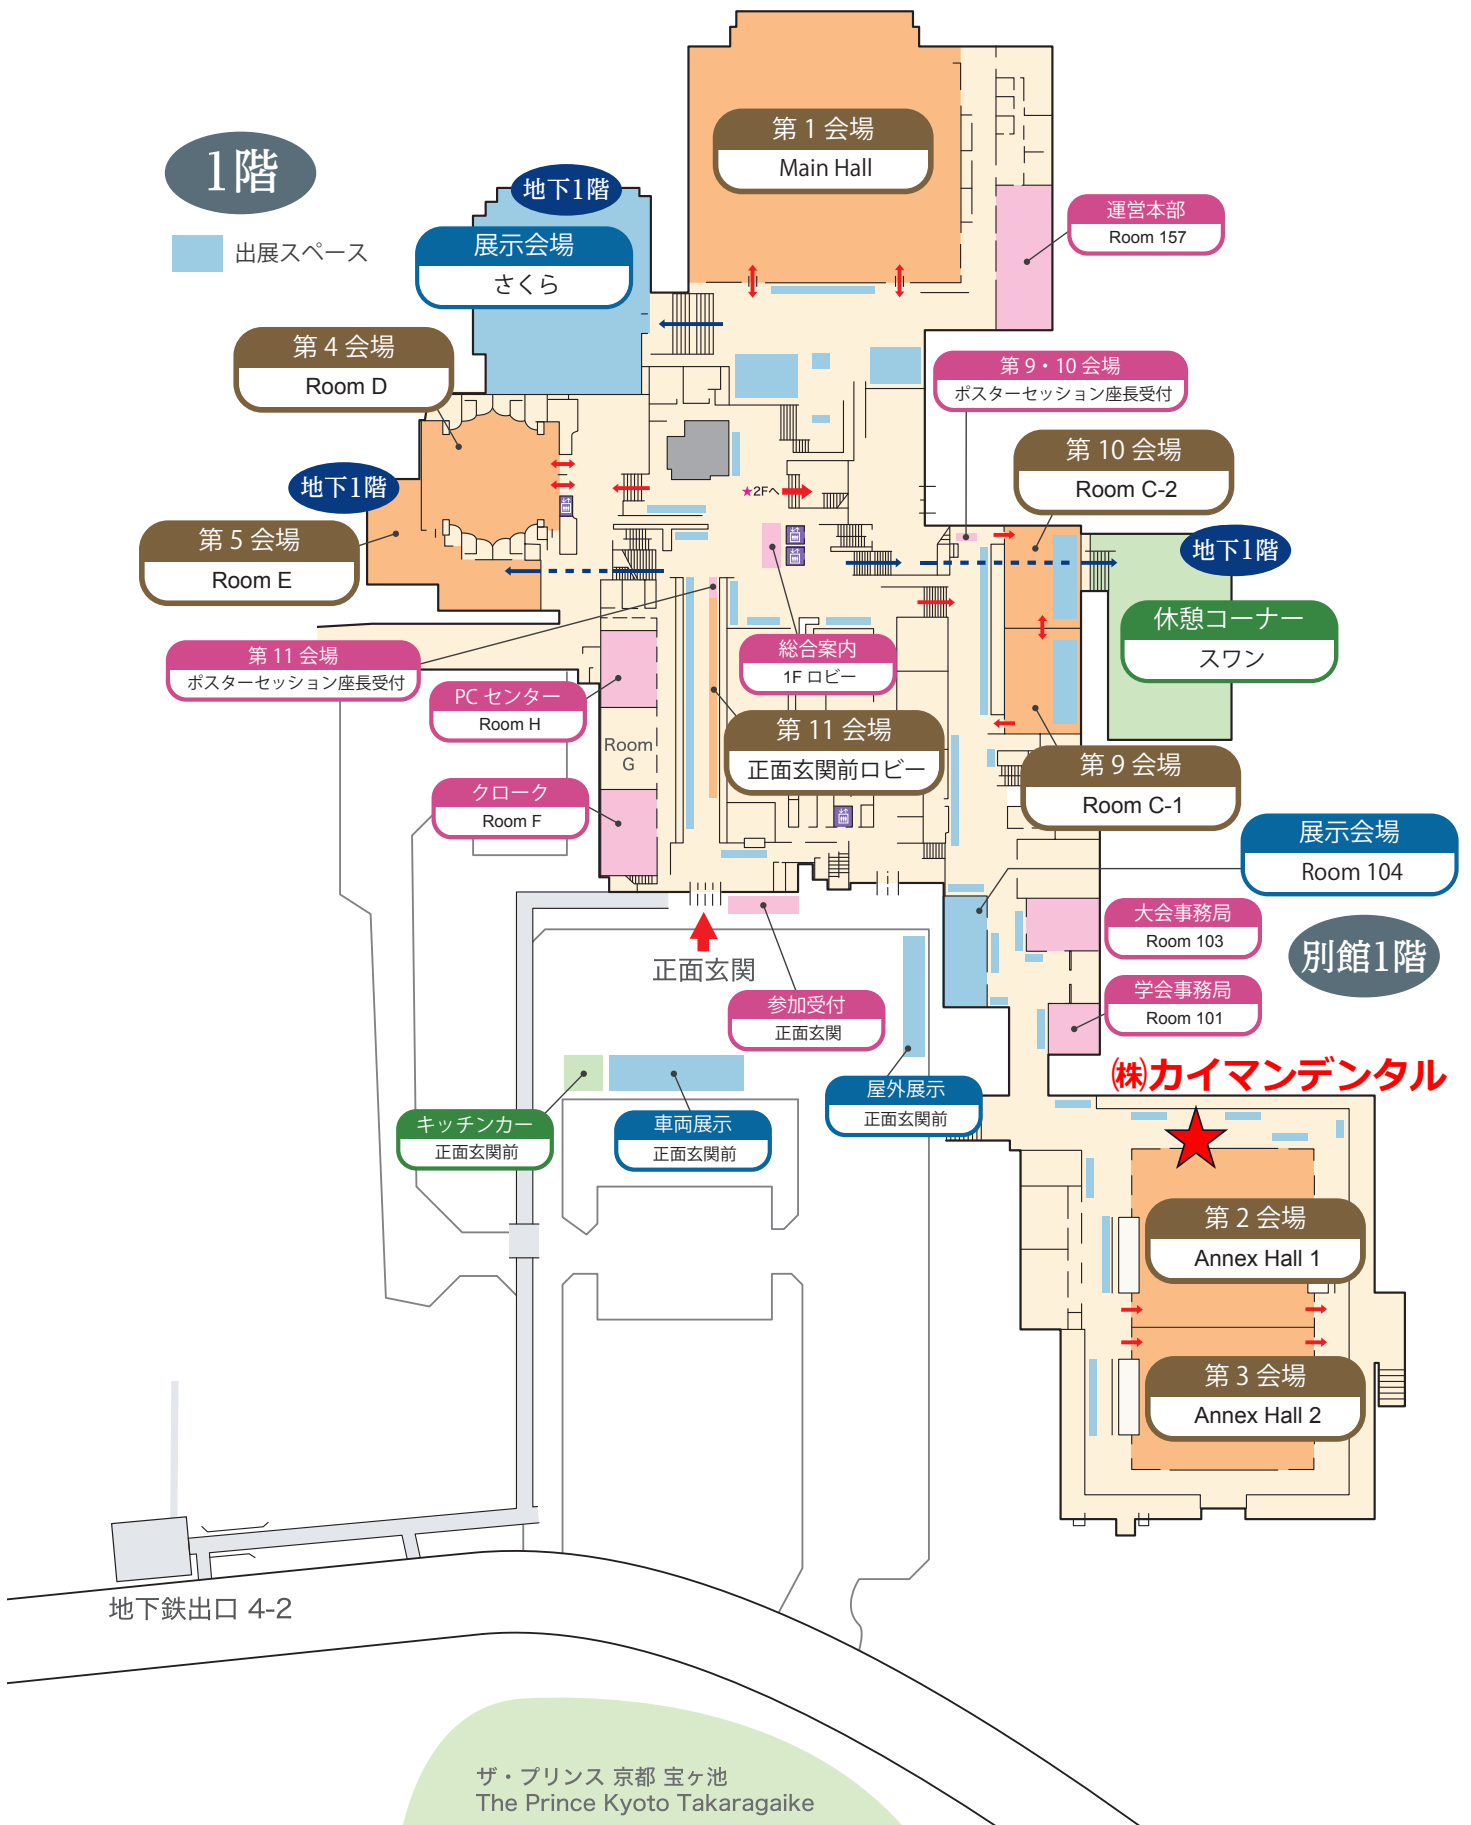 第 1 会場
Main Hall
1階
地下1階
出展スペース
展示会場
さくら
運営本部
Room 157
第 4 会場
Room D
第 9・10 会場
ポスターセッション座長受付
第 10 会場
Room C-2
地下1階
★2Fへ
第 5 会場
Room E
地下1階
休憩コーナー
スワン
第 11 会場
ポスターセッション座長受付
総合案内
1F ロビー
PC センター
Room H
第 11 会場
正面玄関前ロビー
Room
G
第 9 会場
Room C-1
クローク
Room F
展示会場
Room 104
大会事務局
Room 103
別館1階
正面玄関
学会事務局
Room 101
参加受付
正面玄関
㈱カイマンデンタル
屋外展示
正面玄関前
キッチンカー
正面玄関前
車両展示
正面玄関前
第 2 会場
Annex Hall 1
第 3 会場
Annex Hall 2
地下鉄出口 4-2
ザ・プリンス 京都 宝ヶ池
The Prince Kyoto Takaragaike